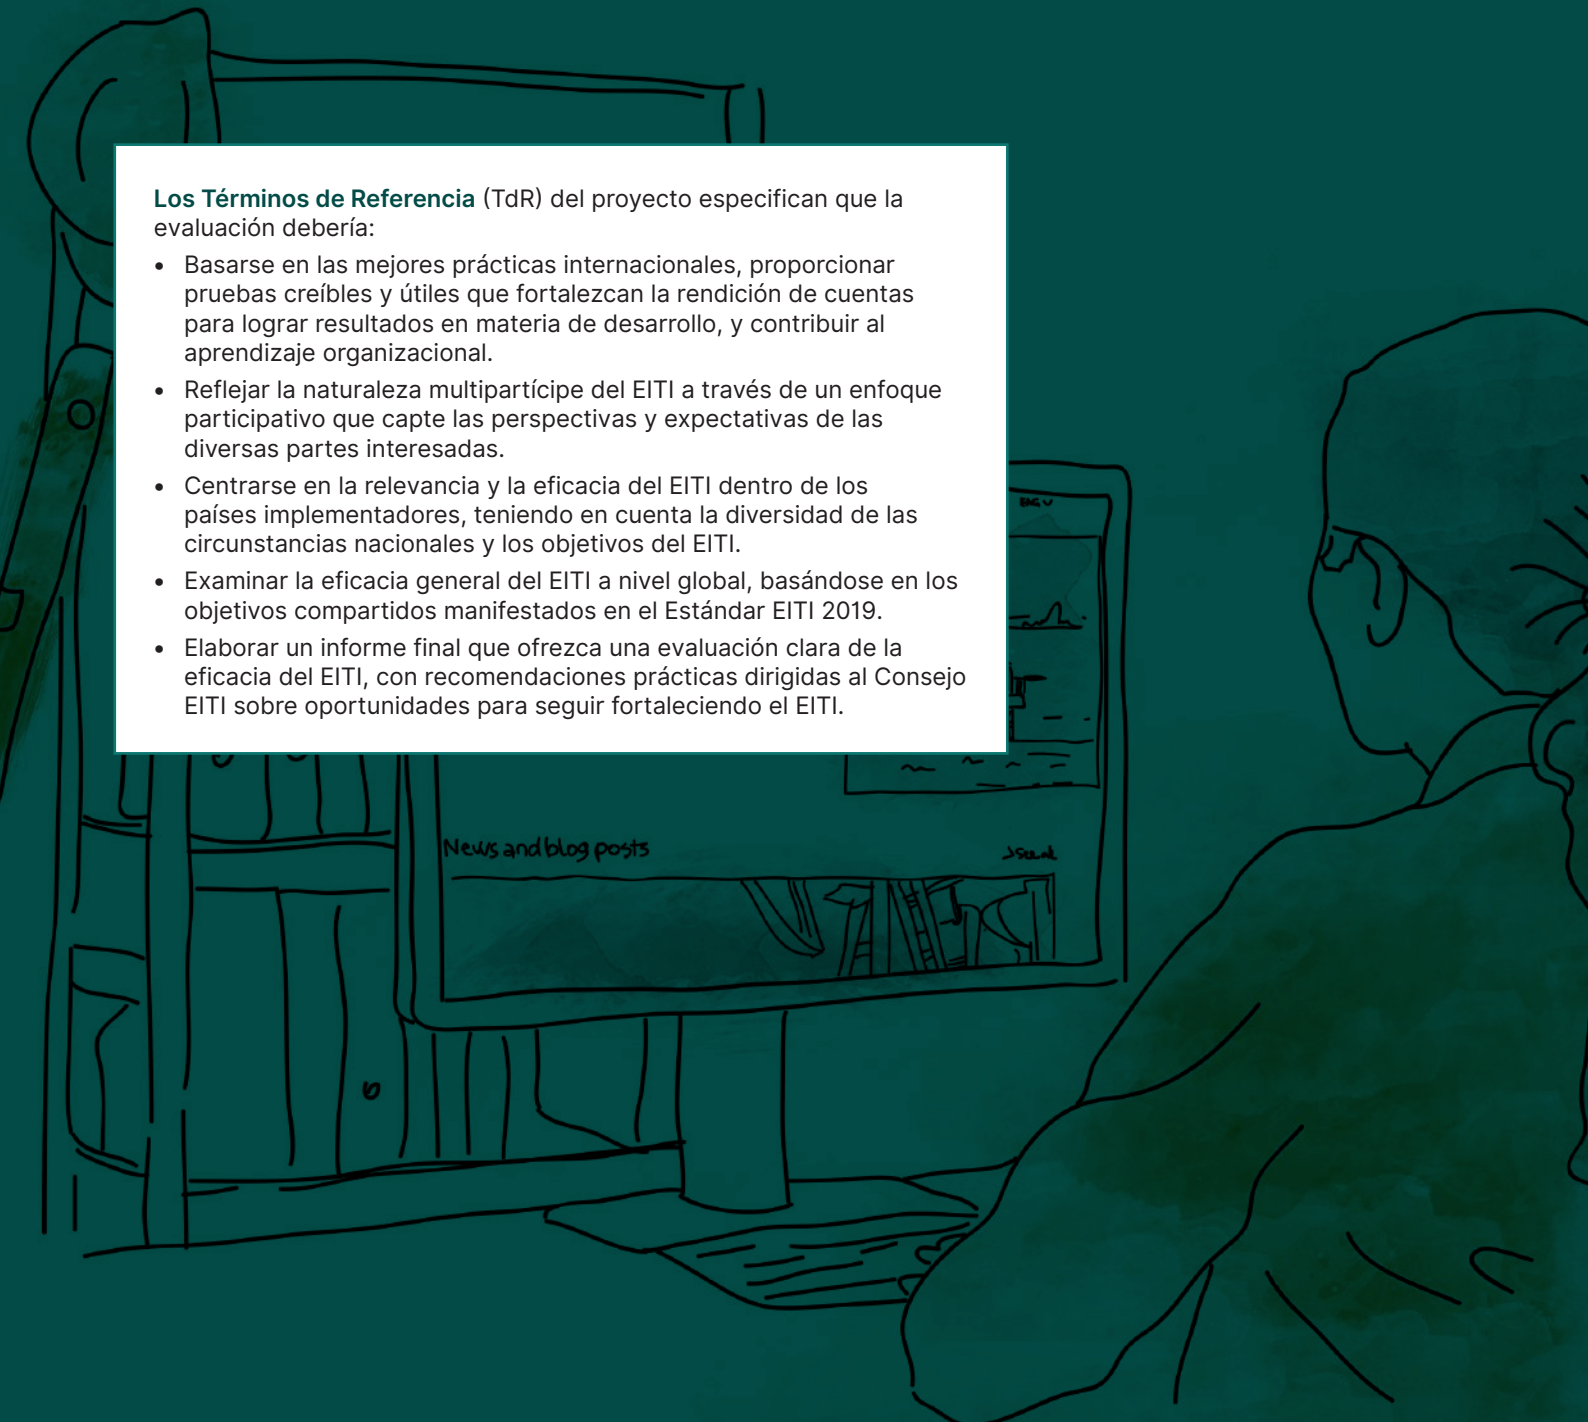 Los Términos de Referencia (TdR) del proyecto especifican que la
evaluación debería:
• Basarse en las mejores prácticas internacionales, proporcionar
pruebas creíbles y útiles que fortalezcan la rendición de cuentas
para lograr resultados en materia de desarrollo, y contribuir al
aprendizaje organizacional.
• Reflejar la naturaleza multipartícipe del EITI a través de un enfoque
participativo que capte las perspectivas y expectativas de las
diversas partes interesadas.
• Centrarse en la relevancia y la eficacia del EITI dentro de los
países implementadores, teniendo en cuenta la diversidad de las
circunstancias nacionales y los objetivos del EITI.
• Examinar la eficacia general del EITI a nivel global, basándose en los
objetivos compartidos manifestados en el Estándar EITI 2019.
• Elaborar un informe final que ofrezca una evaluación clara de la
eficacia del EITI, con recomendaciones prácticas dirigidas al Consejo
EITI sobre oportunidades para seguir fortaleciendo el EITI.
News and blog posts